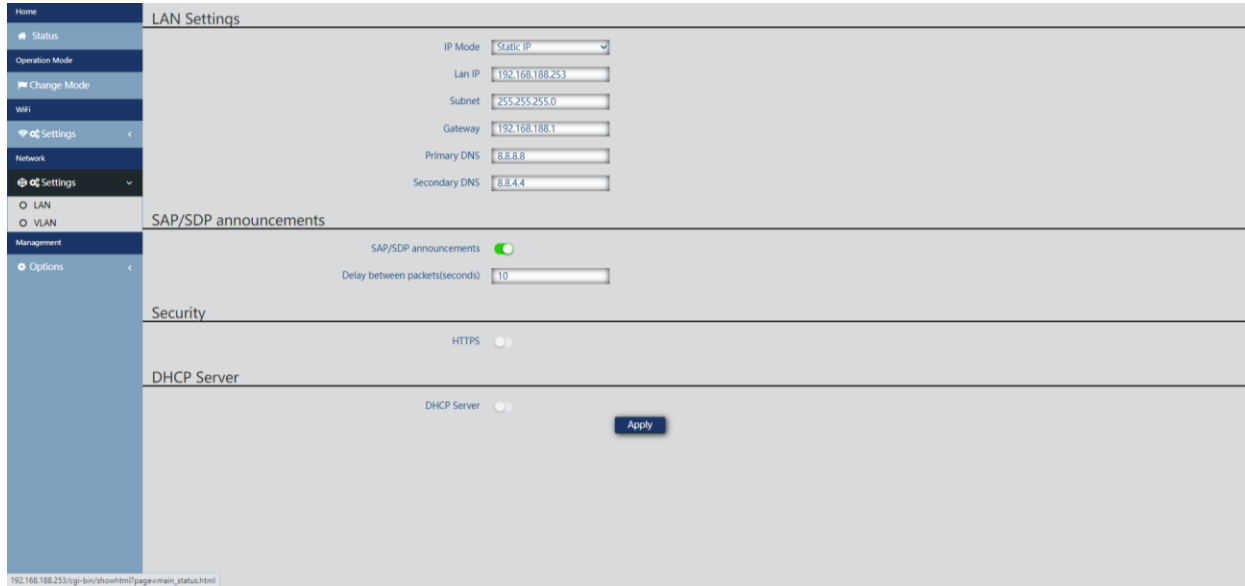 Home
Status
Operation Mode
Change Mode
WiFi
Settings
Network
Settings
LAN
VLAN
Management
Options
LAN Settings
IP Mode Static IP
Lan IP 192.168.188.253
Subnet 255.255.255.0
Gateway 192.168.188.1
Primary DNS 8.8.8.8
Secondary DNS 8.8.4.4
SAP/SDP announcements
SAP/SDP announcements
Delay between packets(seconds) 10
Security
HTTPS
DHCP Server
DHCP Server
Apply
192.168.188.253/cgi-bin/showhtml?page=main_status.html